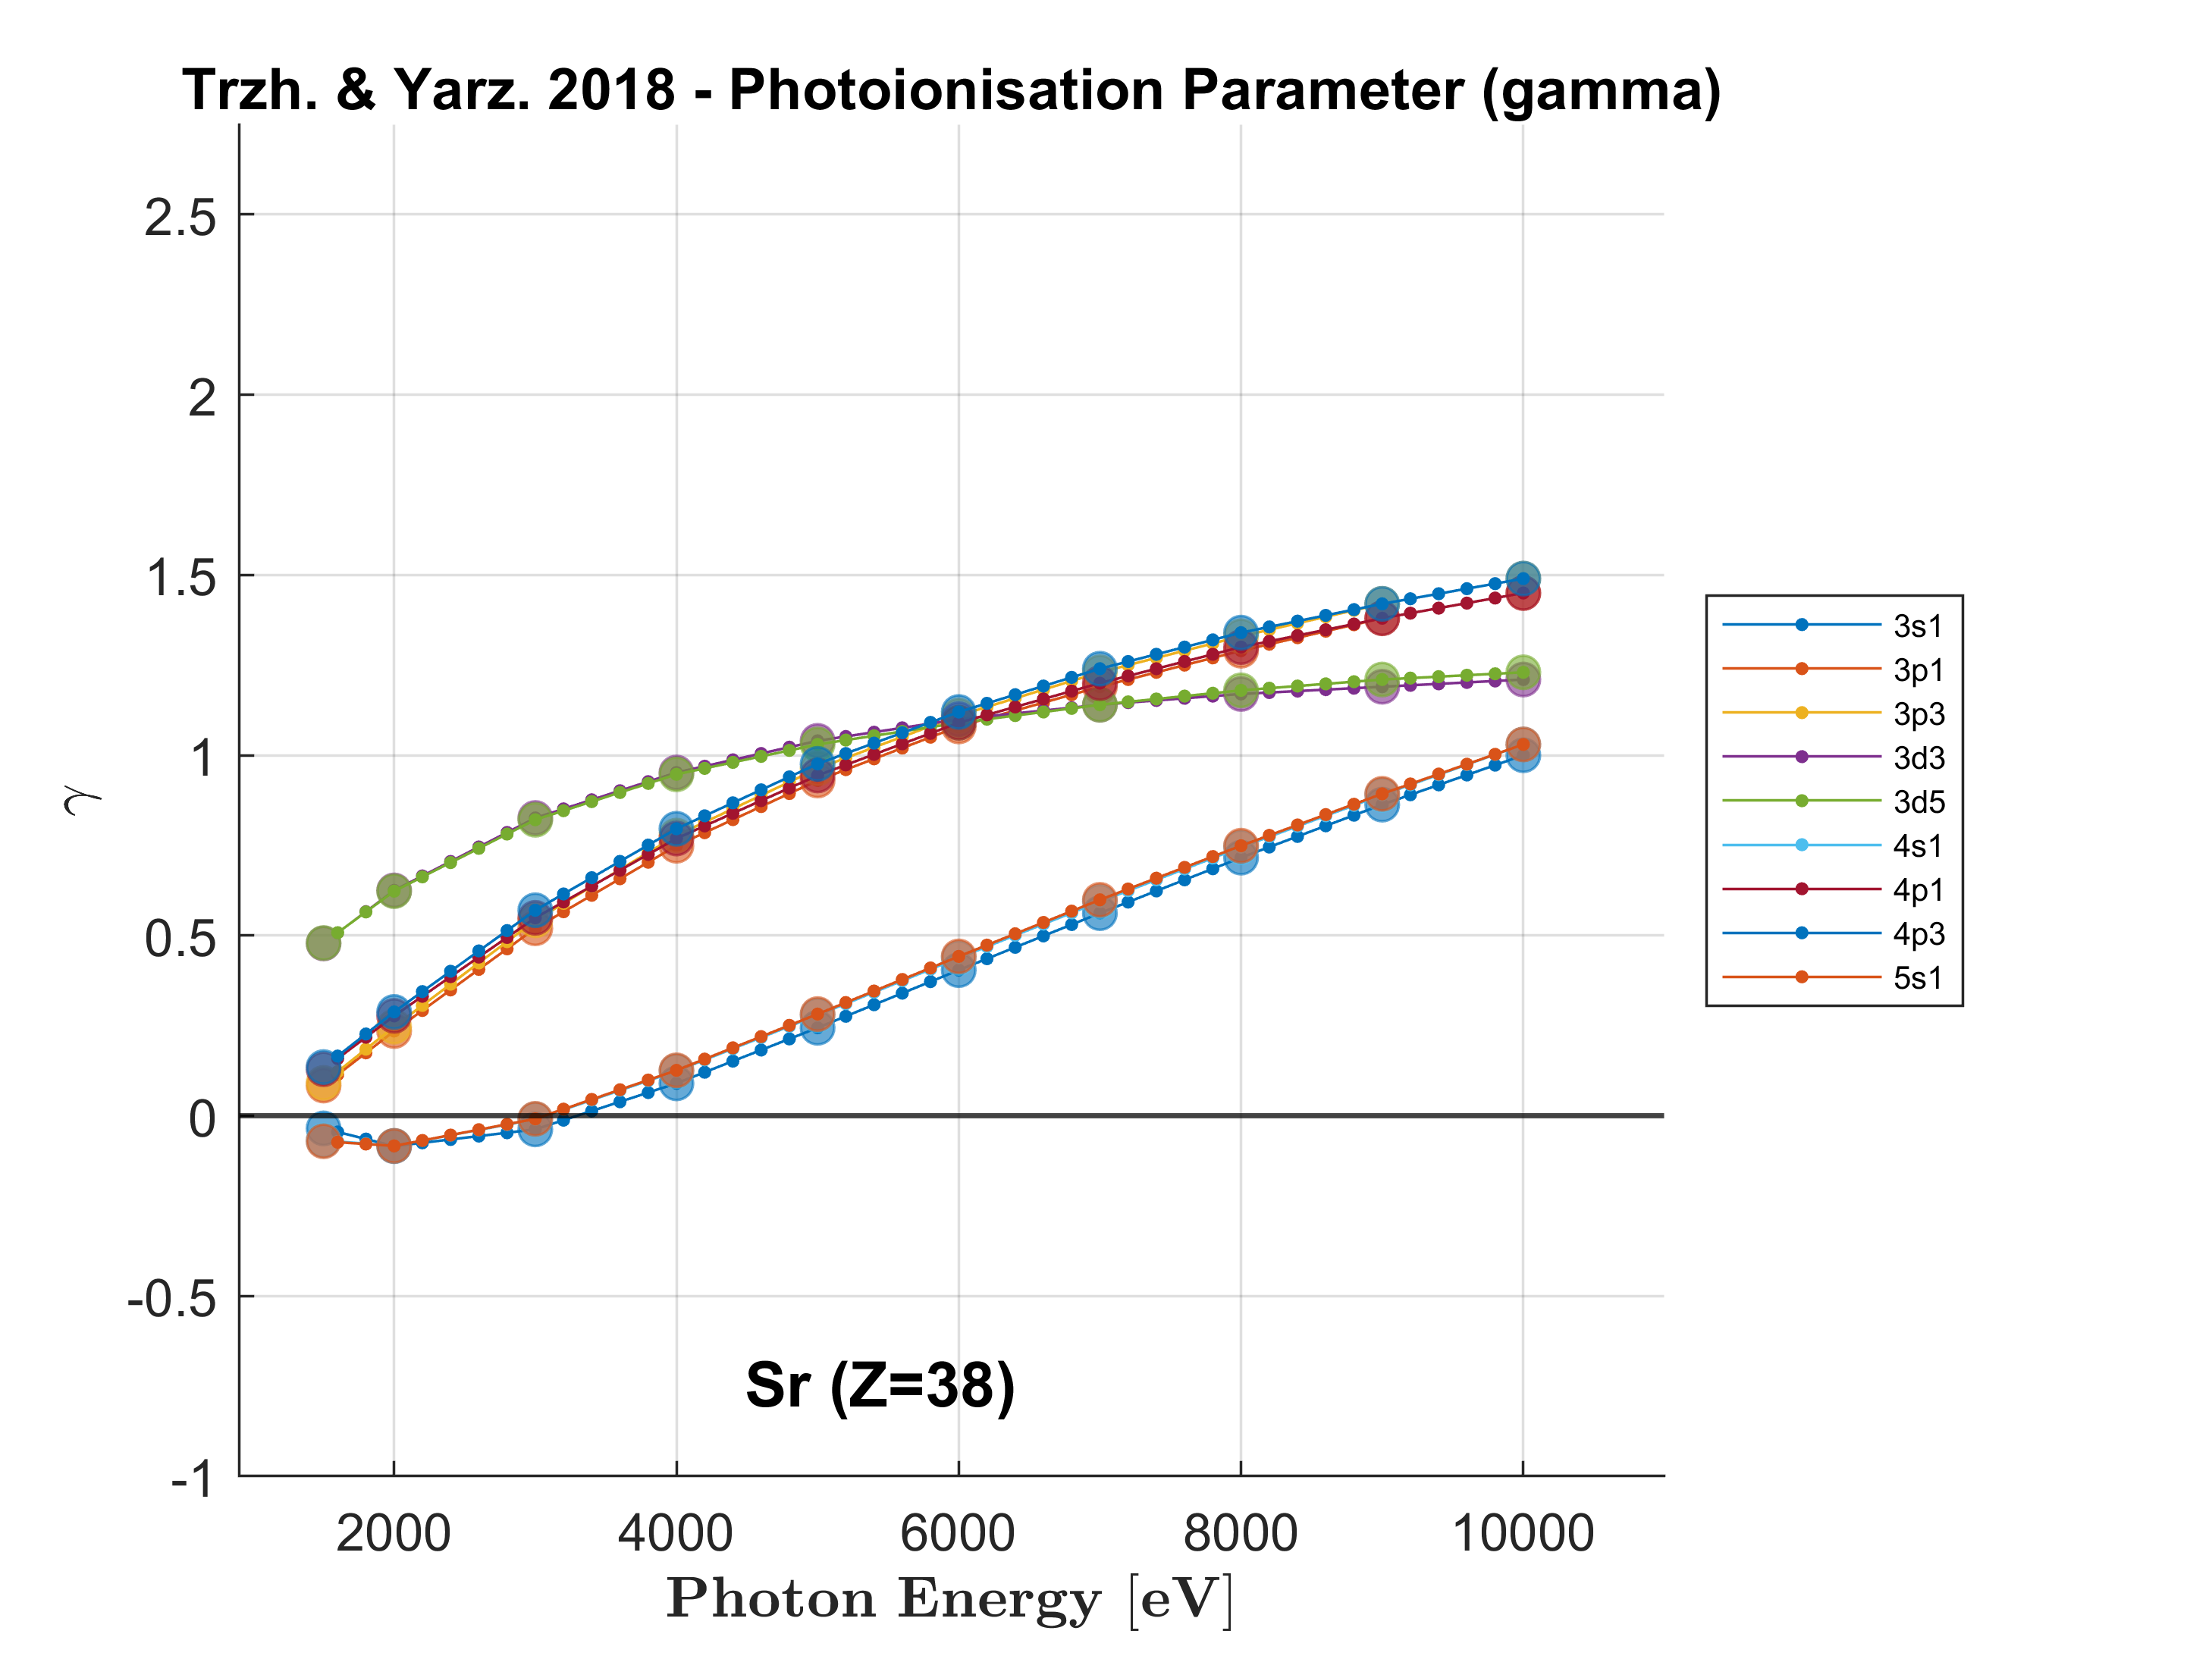 Trzh. & Yarz. 2018 - Photoionisation Parameter (gamma)
2.5
2
1.5
1
0.5
0
-0.5
-1
γ
3s1
3p1
3p3
3d3
3d5
4s1
4p1
4p3
5s1
Sr (Z=38)
2000 4000 6000 8000 10000
Photon Energy [eV]